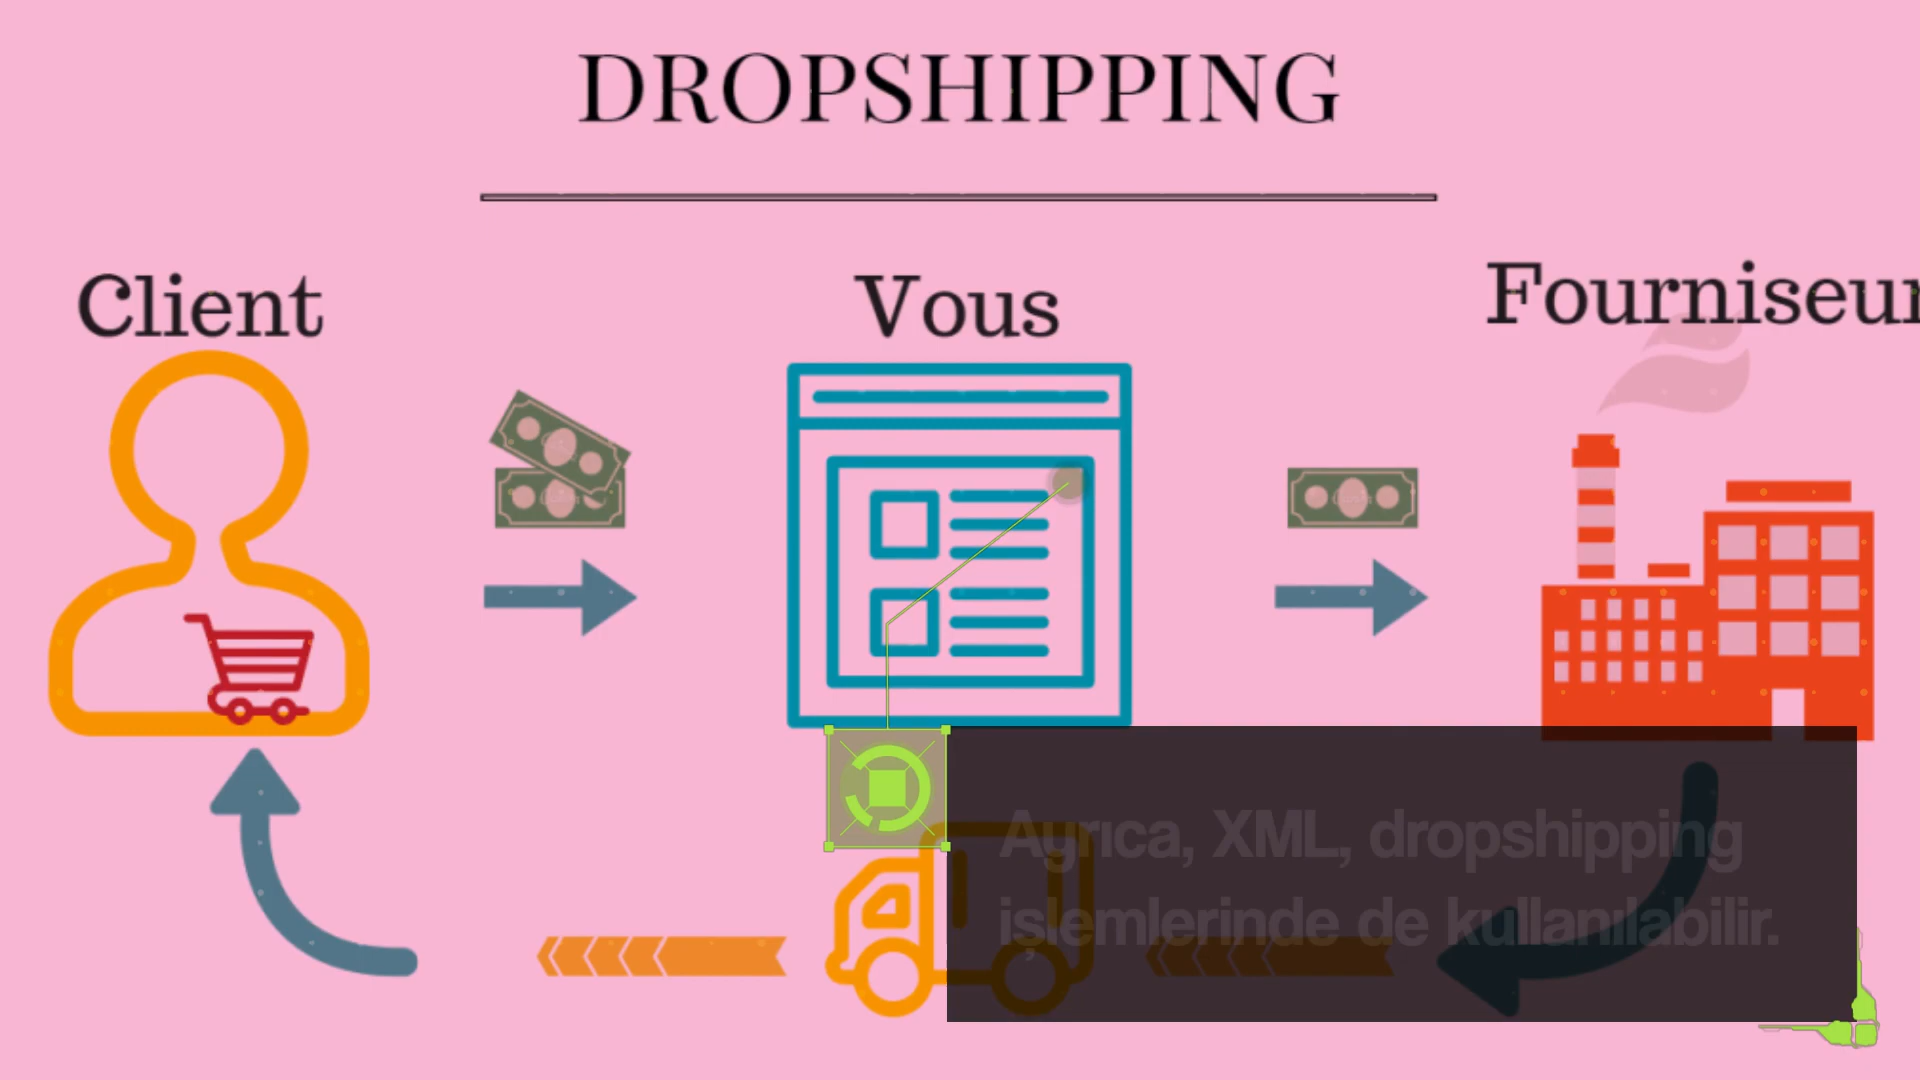 DROPSHIPPING
Client
Vous
Fourniseur
Ayrıca, XML, dropshipping
işlemlerinde de kullanılabilir.